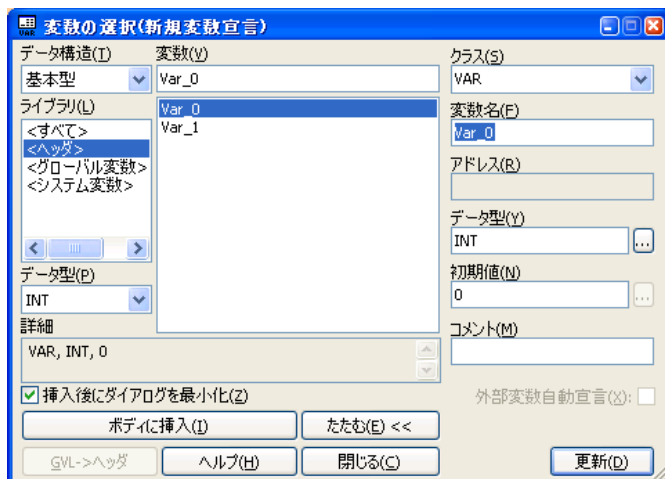 VAR 変数の選択(新規変数宣言)
データ構造(T)
基本型
ライブラリ(L)
<すべて>
<ヘッダ>
<グローバル変数>
<システム変数>
データ型(P)
INT
変数(V)
Var_0
Var_0
Var_1
詳細
VAR, INT, 0
挿入後にダイアログを最小化(Z)
ボディに挿入(I)
たたむ(E) <<
GVL->ヘッダ
ヘルプ(H)
閉じる(C)
クラス(S)
VAR
変数名(F)
Var_0
アドレス(R)
データ型(Y)
INT
...
初期値(N)
0
...
コメント(M)
外部変数自動宣言(X):
更新(D)